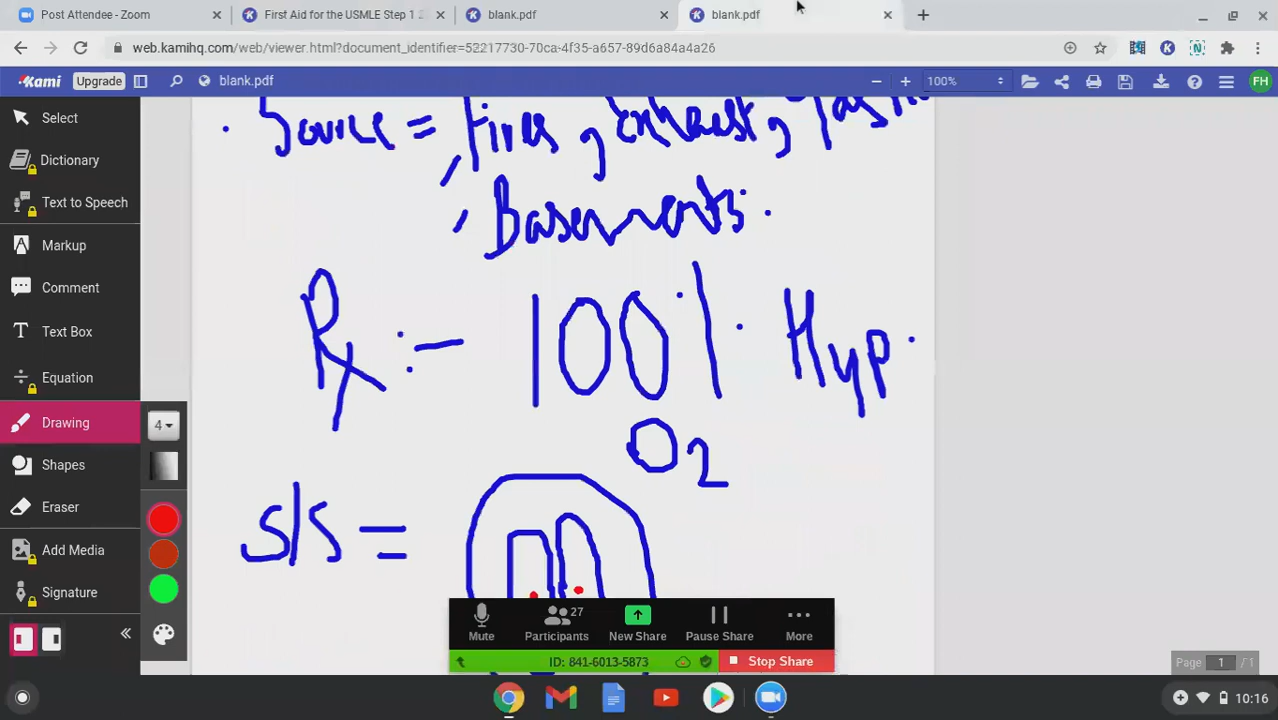 Post Attendee - Zoom
First Aid for the USMLE Step 1 2
blank.pdf
blank.pdf
web.kamihq.com/web/viewer.html?document_identifier=52217730-70ca-4f35-a657-89d6a84a4a26
Kami
Upgrade
blank.pdf
100%
FH
Select
Dictionary
Text to Speech
Markup
Comment
Text Box
Equation
Drawing
Shapes
Eraser
Add Media
Signature
4
· Source = Fires, Exhaust,
, Basements.
Rx :- 100% Hyp.
O2
S/S =
27
Mute
Participants
New Share
Pause Share
More
ID: 841-6013-5873
Stop Share
Page 1 / 1
10:16